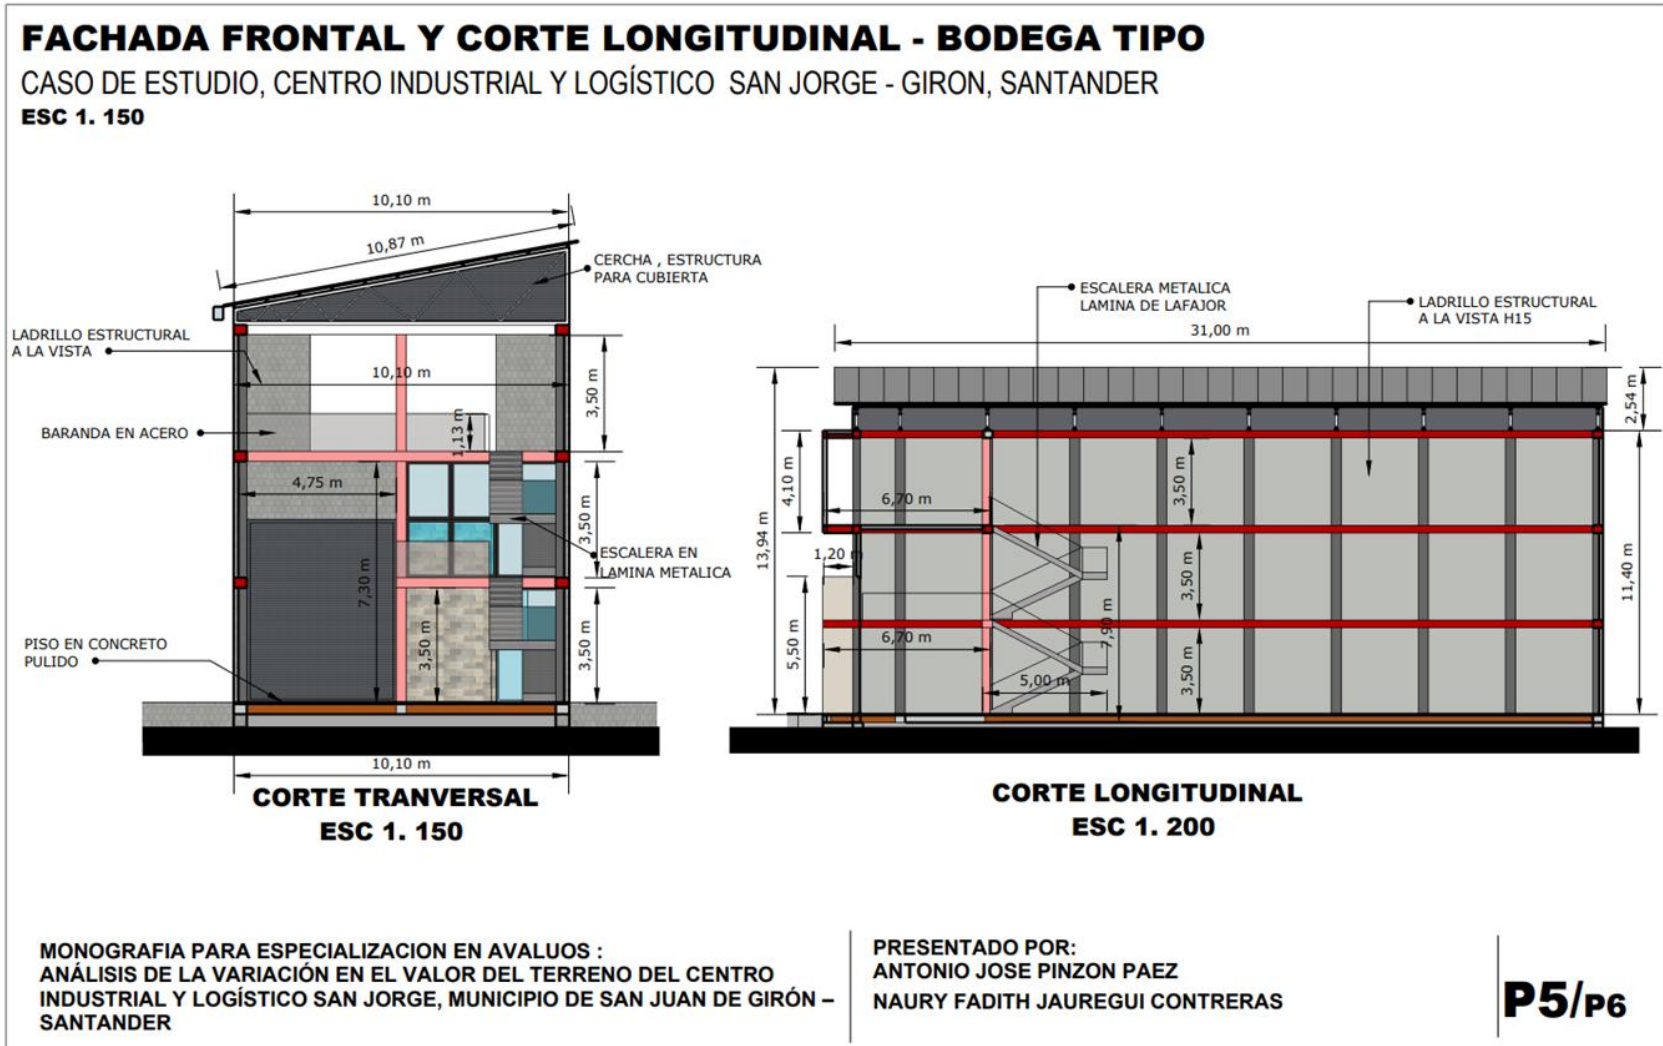 FACHADA FRONTAL Y CORTE LONGITUDINAL - BODEGA TIPO
CASO DE ESTUDIO, CENTRO INDUSTRIAL Y LOGÍSTICO SAN JORGE - GIRON, SANTANDER
ESC 1. 150
10,10 m
10,87 m
CERCHA , ESTRUCTURA
PARA CUBIERTA
LADRILLO ESTRUCTURAL
A LA VISTA
10,10 m
3,50 m
1,13 m
BARANDA EN ACERO
4,75 m
3,50 m
7,30 m
ESCALERA EN
LAMINA METALICA
3,50 m
3,50 m
PISO EN CONCRETO
PULIDO
10,10 m
CORTE TRANVERSAL
ESC 1. 150
ESCALERA METALICA
LAMINA DE LAFAJOR
LADRILLO ESTRUCTURAL
A LA VISTA H15
31,00 m
2,54 m
13,94 m
4,10 m
6,70 m
3,50 m
1,20 m
3,50 m
11,40 m
5,50 m
6,70 m
7,90 m
5,00 m
3,50 m
CORTE LONGITUDINAL
ESC 1. 200
MONOGRAFIA PARA ESPECIALIZACION EN AVALUOS :
ANÁLISIS DE LA VARIACIÓN EN EL VALOR DEL TERRENO DEL CENTRO
INDUSTRIAL Y LOGÍSTICO SAN JORGE, MUNICIPIO DE SAN JUAN DE GIRÓN –
SANTANDER
PRESENTADO POR:
ANTONIO JOSE PINZON PAEZ
NAURY FADITH JAUREGUI CONTRERAS
P5/P6